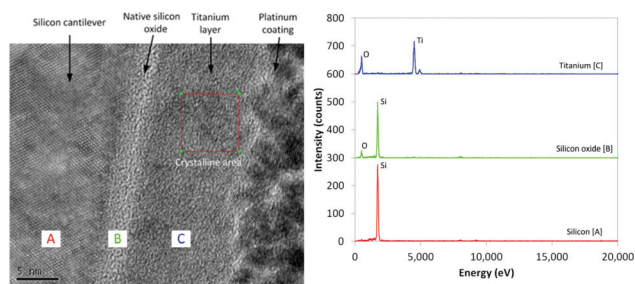 Silicon cantilever
Native silicon
oxide
Titanium
layer
Platinum
coating
Crystalline area
A
B
C
5 nm
Intensity (counts)
700
600
500
400
300
200
100
0
O
Ti
Titanium [C]
Si
O
Silicon oxide [B]
Si
Silicon [A]
0
5,000
10,000
15,000
20,000
Energy (eV)